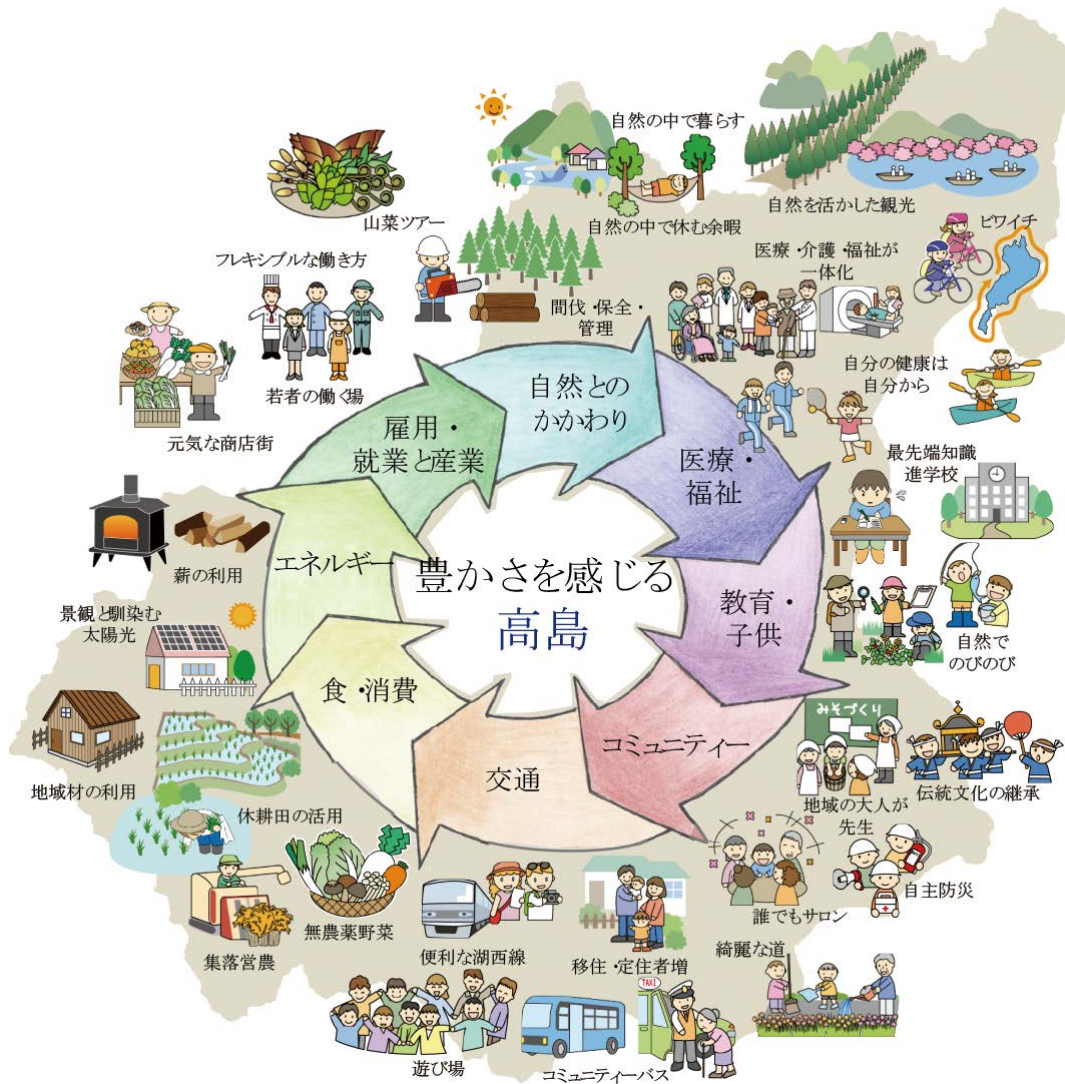 自然の中で暮らす
自然の中で休む余暇
自然を活かした観光
山菜ツアー
ビワイチ
フレキシブルな働き方
若者の働く場
間伐・保全・
管理
医療・介護・福祉が
一体化
自分の健康は
自分から
元気な商店街
最先端知識
進学校
自然との
かかわり
雇用・
就業と産業
医療・
福祉
薪の利用
エネルギー
豊かさを感じる
高島
教育・
子供
自然で
のびのび
景観と馴染む
太陽光
食・消費
コミュニティー
交通
みそづくり
地域の大人が
先生
伝統文化の継承
地域材の利用
休耕田の活用
集落営農
無農薬野菜
便利な湖西線
移住・定住者増
誰でもサロン
自主防災
綺麗な道
遊び場
コミュニティーバス
TAXI